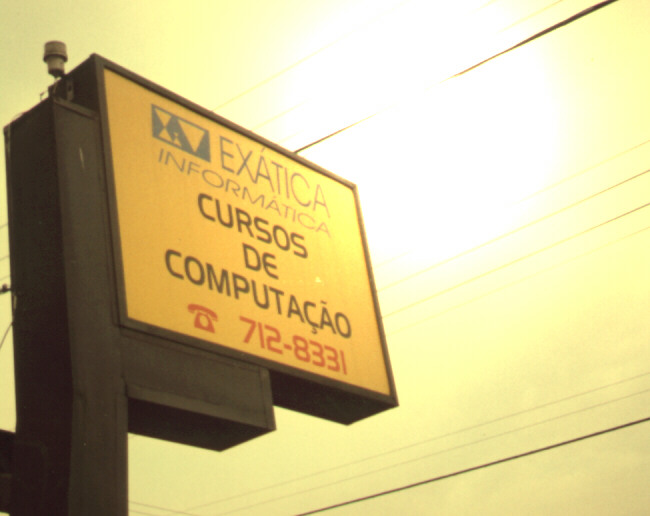 EXÁTICA
INFORMÁTICA
CURSOS
DE
COMPUTAÇÃO
712-8331